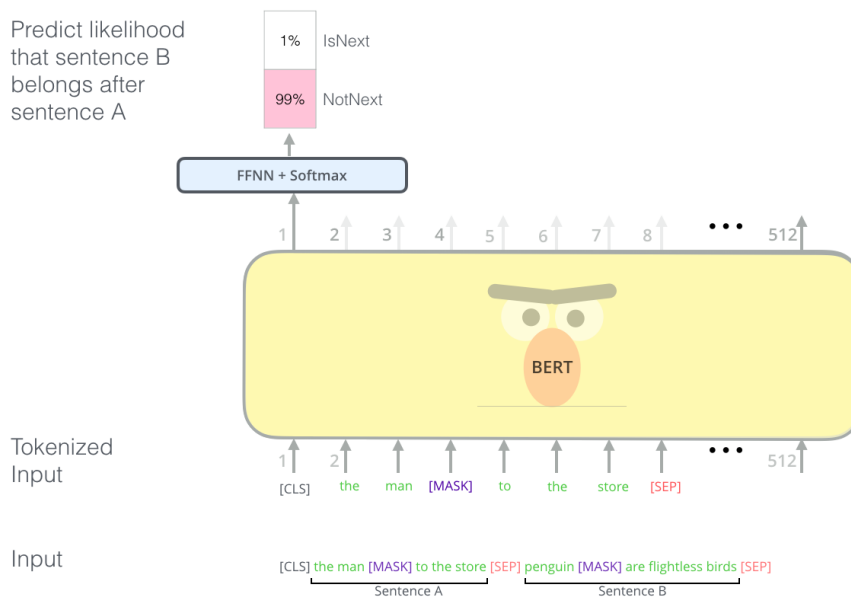 Predict likelihood
that sentence B
belongs after
sentence A
1% IsNext
99% NotNext
FFNN + Softmax
1 2 3 4 5 6 7 8 ••• 512
BERT
Tokenized
Input
1 2 ••• 512
[CLS] the man [MASK] to the store [SEP]
Input
[CLS] the man [MASK] to the store [SEP] penguin [MASK] are flightless birds [SEP]
Sentence A Sentence B